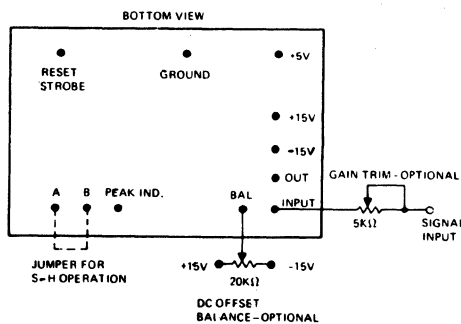 BOTTOM VIEW
RESET
STROBE
GROUND
+5V
+15V
-15V
OUT
GAIN TRIM-OPTIONAL
A B PEAK IND.
BAL
INPUT
5KΩ
SIGNAL
INPUT
JUMPER FOR
S-H OPERATION
+15V
-15V
20KΩ
DC OFFSET
BALANCE-OPTIONAL